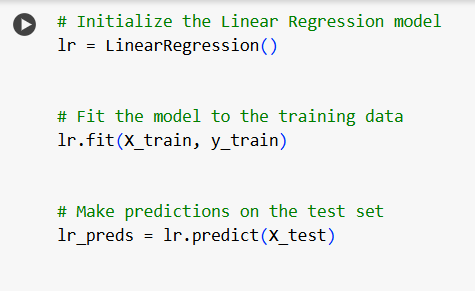 # Initialize the Linear Regression model
lr = LinearRegression()
# Fit the model to the training data
lr.fit(X_train, y_train)
# Make predictions on the test set
lr_preds = lr.predict(X_test)